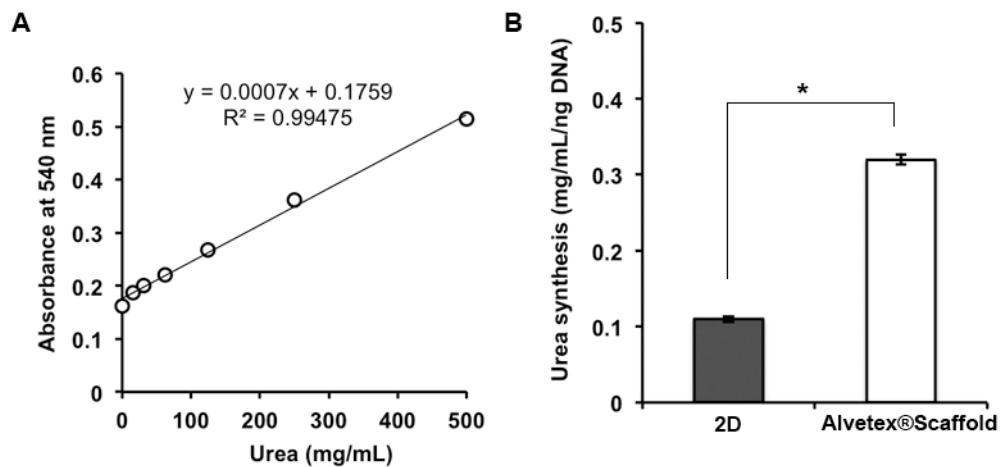 A
Absorbance at 540 nm
0.6
0.5
0.4
0.3
0.2
0.1
0
y = 0.0007x + 0.1759
R² = 0.99475
0
100
200
300
400
500
Urea (mg/mL)
B
Urea synthesis (mg/mL/ng DNA)
0.5
0.4
0.3
0.2
0.1
0
*
2D
Alvetex®Scaffold